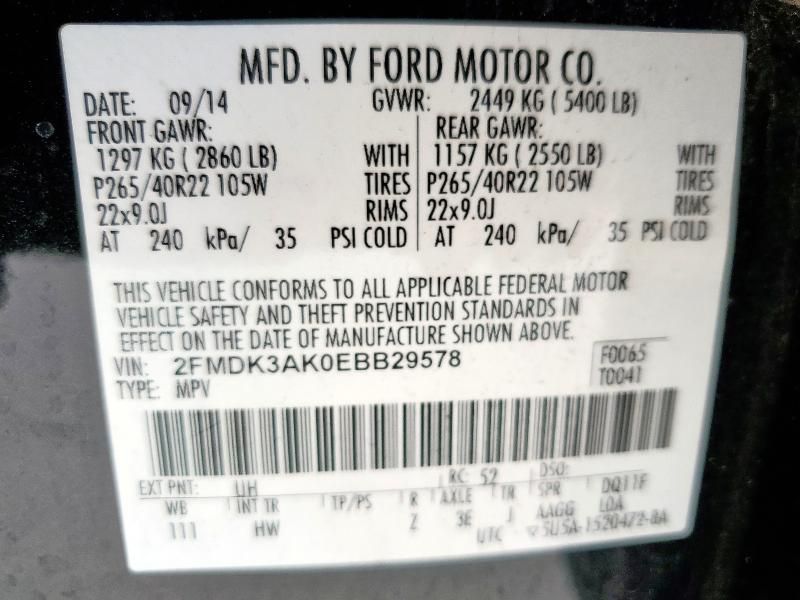 MFD. BY FORD MOTOR CO.
DATE: 09/14 GVWR: 2449 KG ( 5400 LB)
FRONT GAWR: REAR GAWR:
1297 KG ( 2860 LB) WITH 1157 KG ( 2550 LB) WITH
P265/40R22 105W TIRES P265/40R22 105W TIRES
22x9.0J RIMS 22x9.0J RIMS
AT 240 kPa/ 35 PSI COLD AT 240 kPa/ 35 PSI COLD
THIS VEHICLE CONFORMS TO ALL APPLICABLE FEDERAL MOTOR
VEHICLE SAFETY AND THEFT PREVENTION STANDARDS IN
EFFECT ON THE DATE OF MANUFACTURE SHOWN ABOVE.
VIN: 2FMDK3AK0EBB29578 F0065
TYPE: MPV T0041
EXT PNT: UH RC: 52 DSO:
WB INT TR TP/PS R AXLE TR SPR DQ11F
111 HW Z 3E J AAGG LOA
UTC